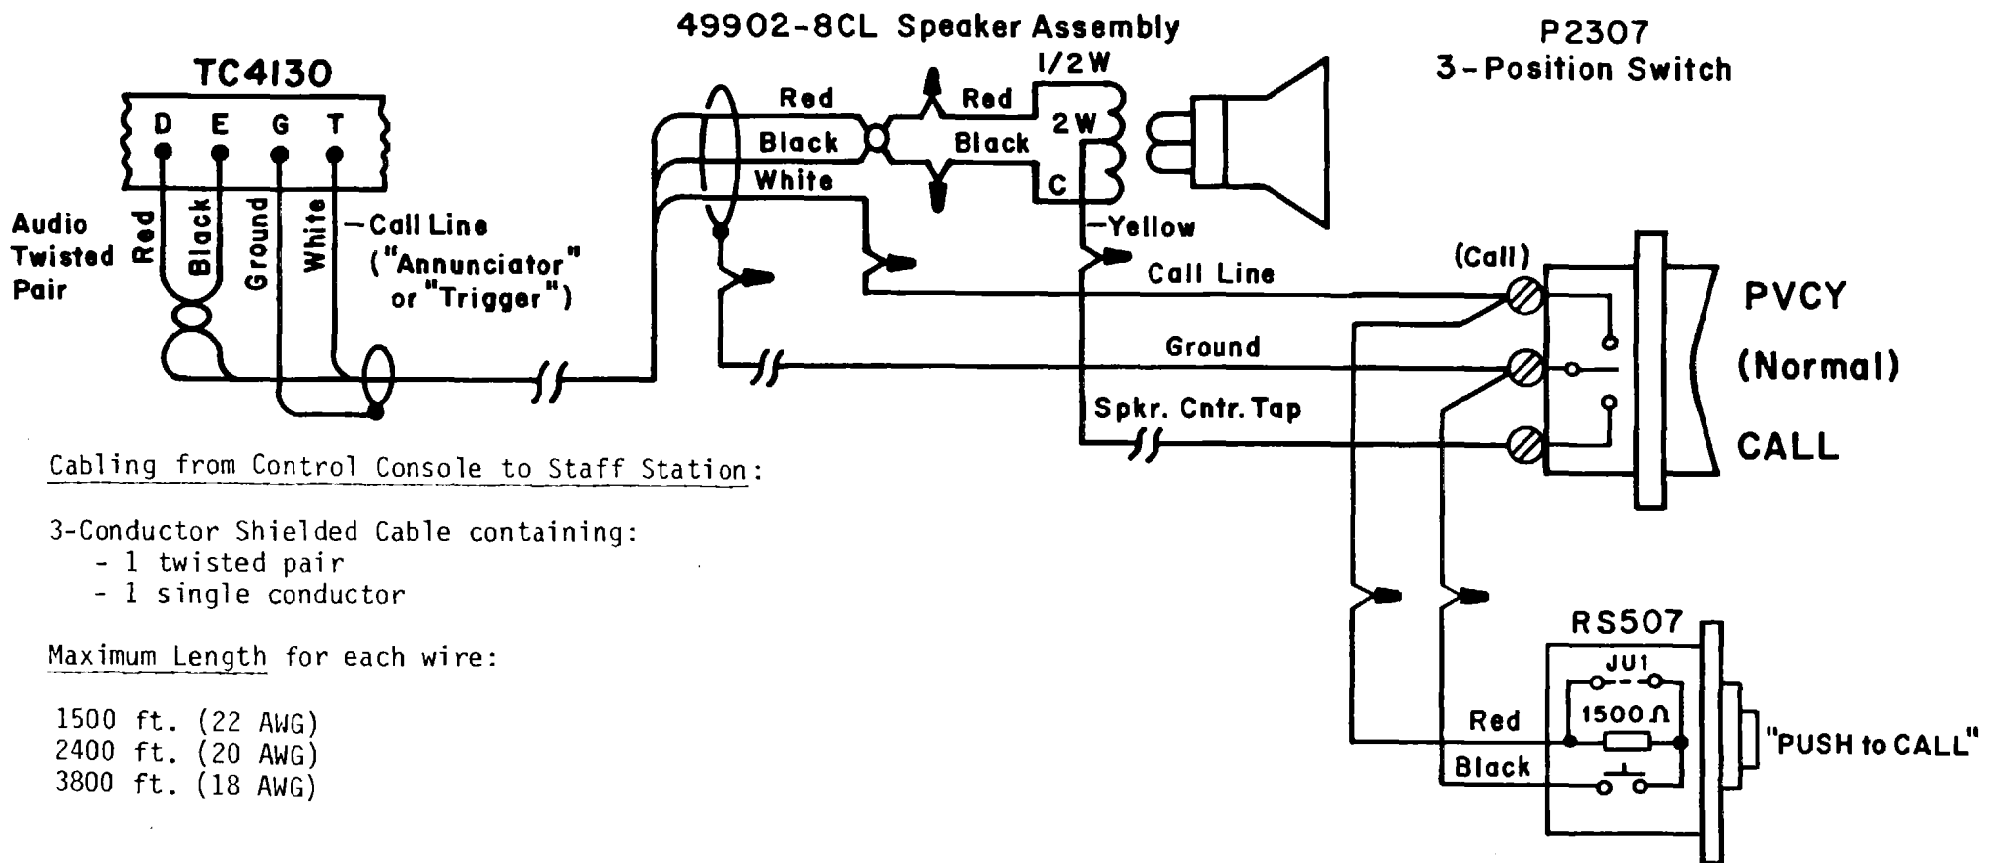 49902-8CL Speaker Assembly
P2307
3-Position Switch
TC4130
D E G T
Audio
Twisted
Pair
Red
Black
Ground
White
Call Line
("Annunciator"
or "Trigger")
Red
Black
White
Red
Black
1/2W
2W
C
Yellow
Call Line
(Call)
Ground
Spkr. Cntr. Tap
PVCY
(Normal)
CALL
Cabling from Control Console to Staff Station:
3-Conductor Shielded Cable containing:
- 1 twisted pair
- 1 single conductor
Maximum Length for each wire:
1500 ft. (22 AWG)
2400 ft. (20 AWG)
3800 ft. (18 AWG)
RS507
JU1
1500Ω
Red
Black
"PUSH to CALL"